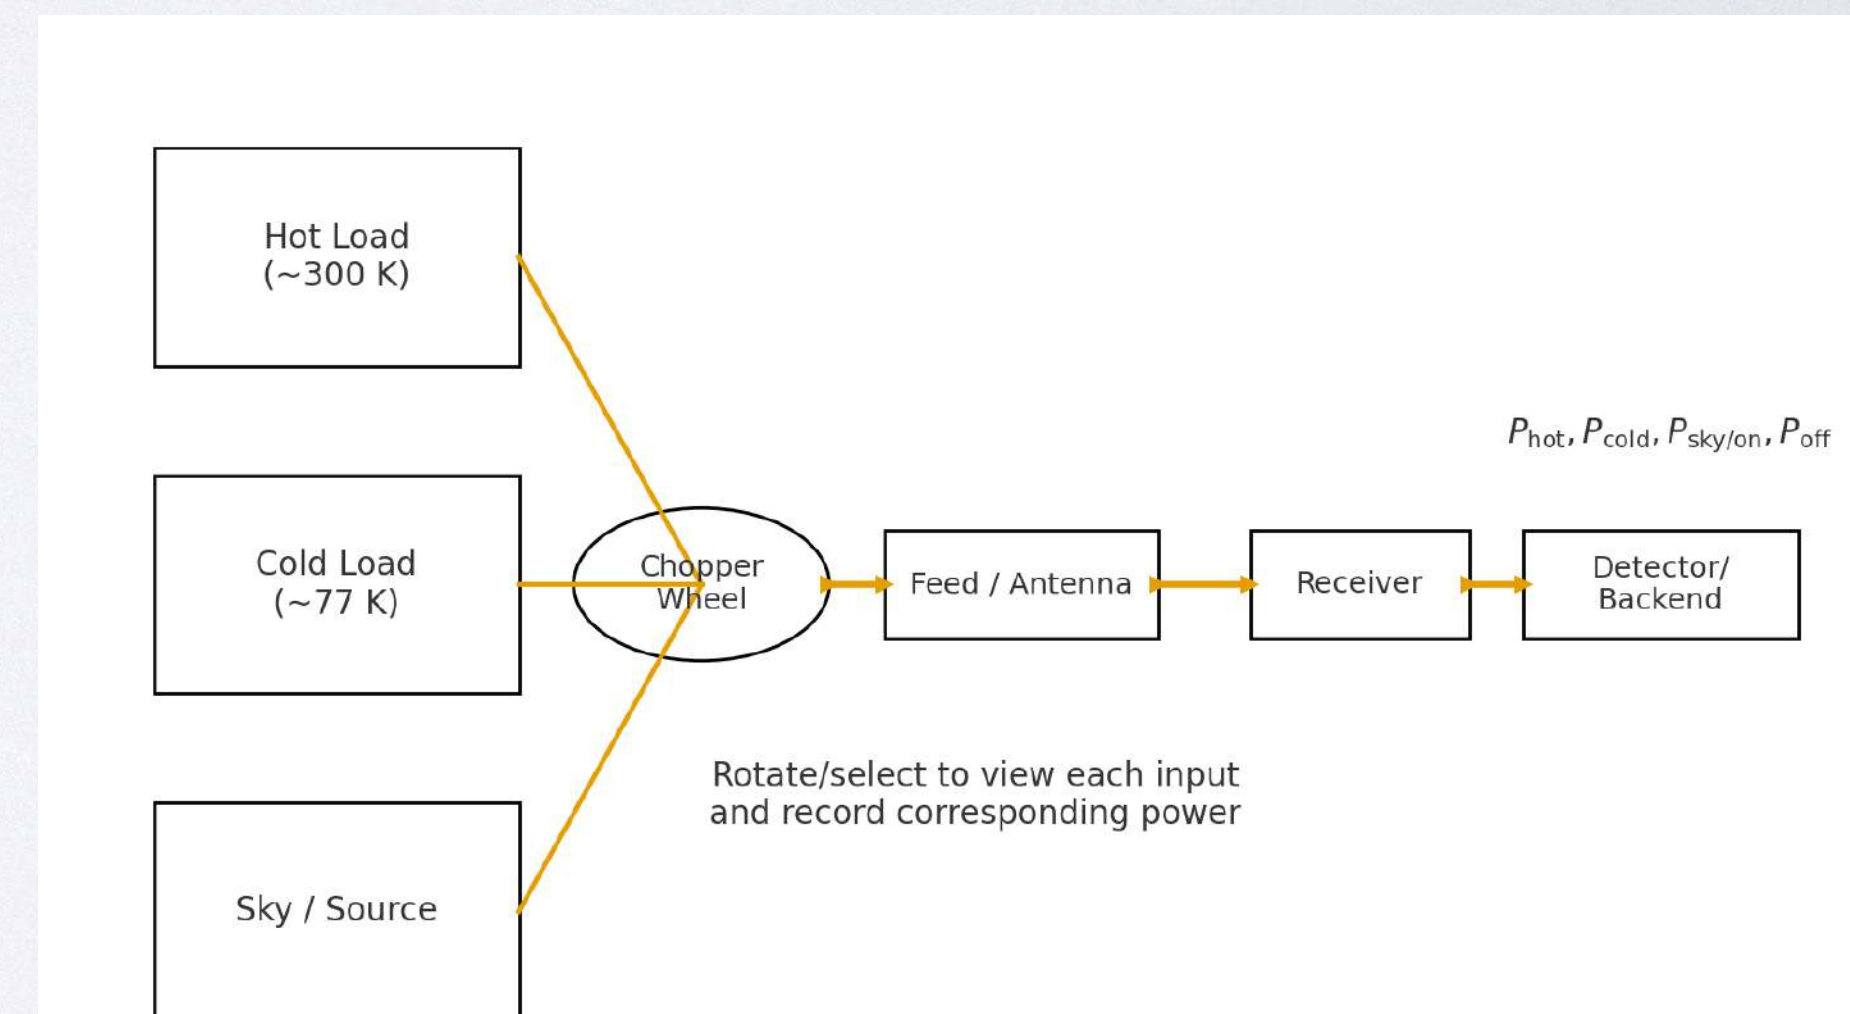 Hot Load
(~300 K)
P_hot, P_cold, P_sky/on, P_off
Cold Load
(~77 K)
Chopper
Wheel
Feed / Antenna
Receiver
Detector/
Backend
Rotate/select to view each input
and record corresponding power
Sky / Source